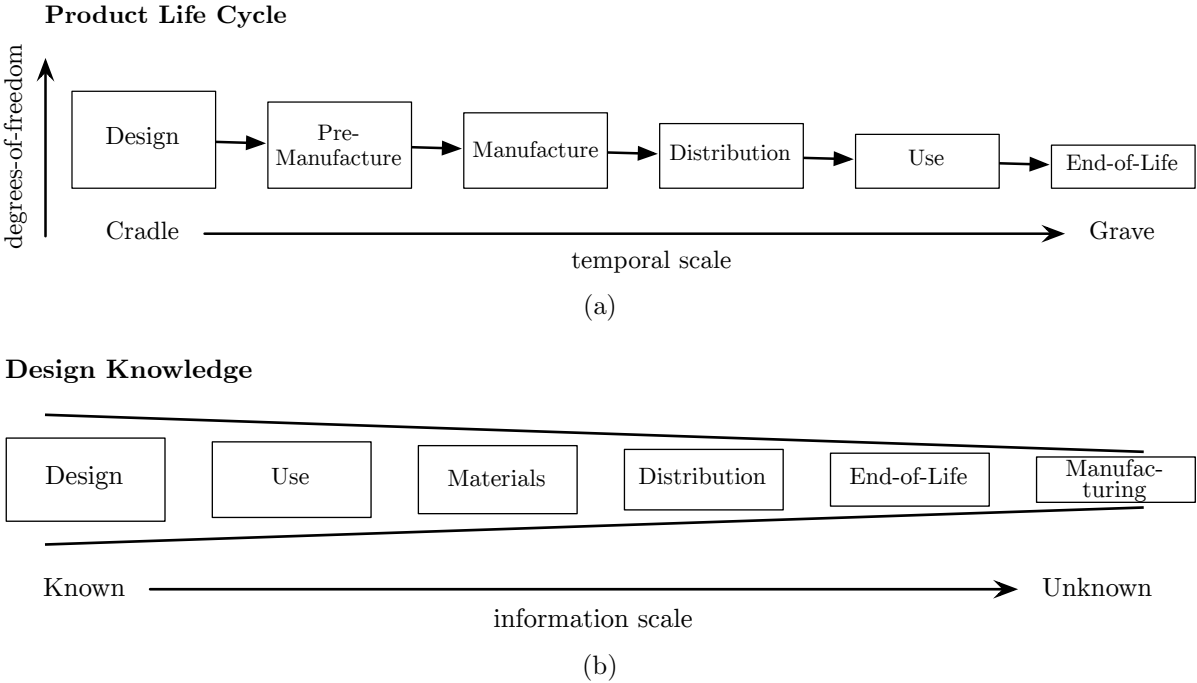 Product Life Cycle
degrees-of-freedom
Design
Pre-
Manufacture
Manufacture
Distribution
Use
End-of-Life
Cradle
Grave
temporal scale
(a)
Design Knowledge
Design
Use
Materials
Distribution
End-of-Life
Manufac-
turing
Known
Unknown
information scale
(b)